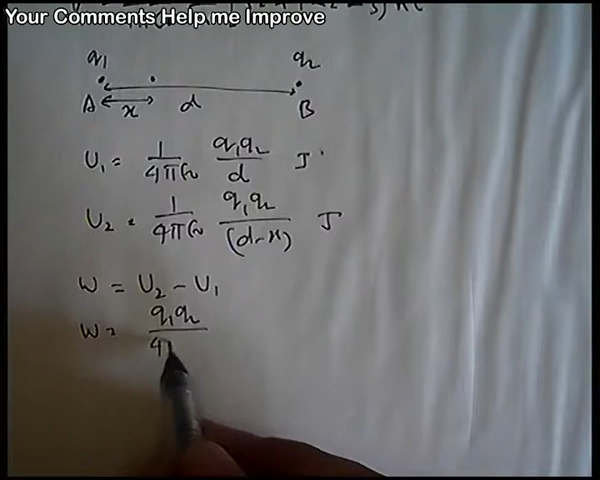 Your Comments Help me Improve
q₁ q₂
A x d B
U₁ = 1/4πε₀ q₁q₂/d J
U₂ = 1/4πε₀ q₁q₂/(d-x) J
W = U₂ - U₁
W = q₁q₂/4